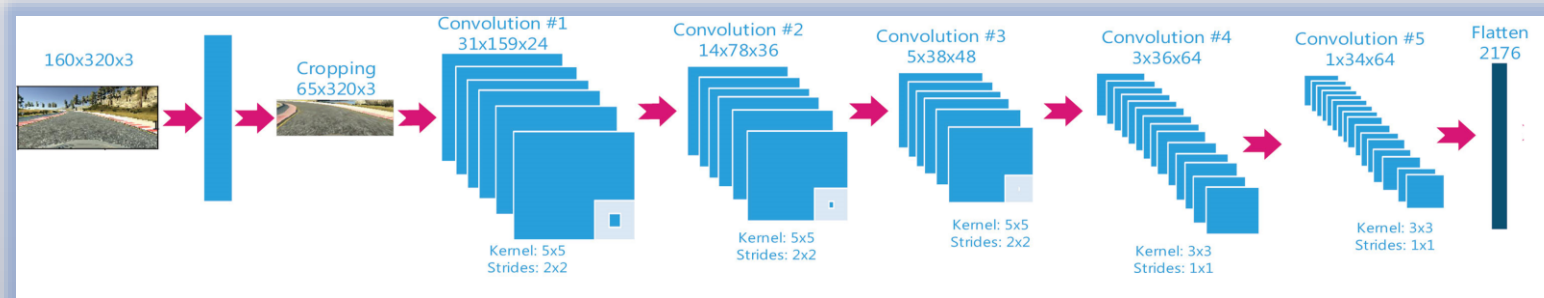 160x320x3
Cropping
65x320x3
Convolution #1
31x159x24
Kernel: 5x5
Strides: 2x2
Convolution #2
14x78x36
Kernel: 5x5
Strides: 2x2
Convolution #3
5x38x48
Kernel: 5x5
Strides: 2x2
Convolution #4
3x36x64
Kernel: 3x3
Strides: 1x1
Convolution #5
1x34x64
Kernel: 3x3
Strides: 1x1
Flatten
2176